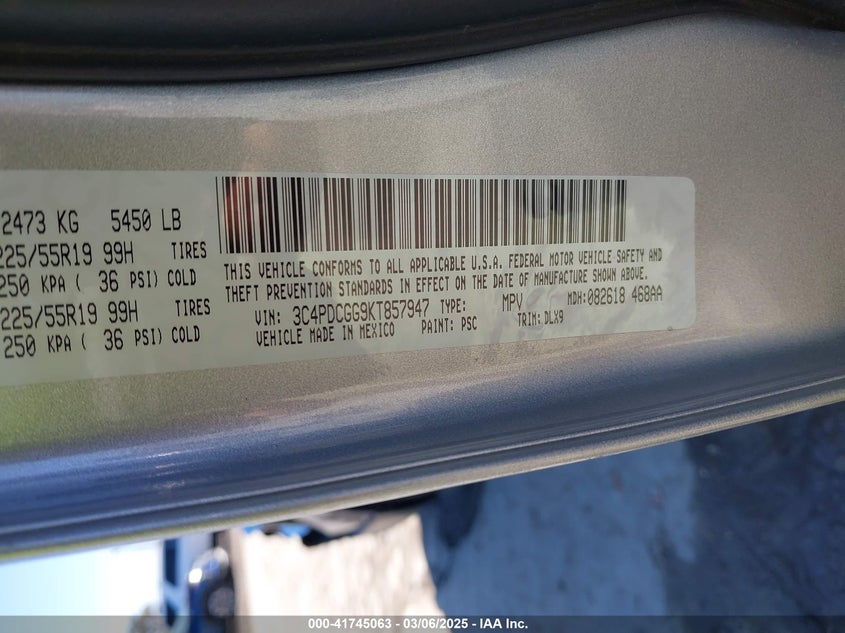 2473 KG 5450 LB
225/55R19 99H TIRES
250 KPA ( 36 PSI) COLD
225/55R19 99H TIRES
250 KPA ( 36 PSI) COLD
THIS VEHICLE CONFORMS TO ALL APPLICABLE U.S.A. FEDERAL MOTOR VEHICLE SAFETY AND
THEFT PREVENTION STANDARDS IN EFFECT ON THE DATE OF MANUFACTURE SHOWN ABOVE.
VIN: 3C4PDCGG9KT857947 TYPE: MPV MDH:082618 468AA
VEHICLE MADE IN MEXICO PAINT: PSC TRIM:DLX9
000-41745063 - 03/06/2025 - IAA Inc.